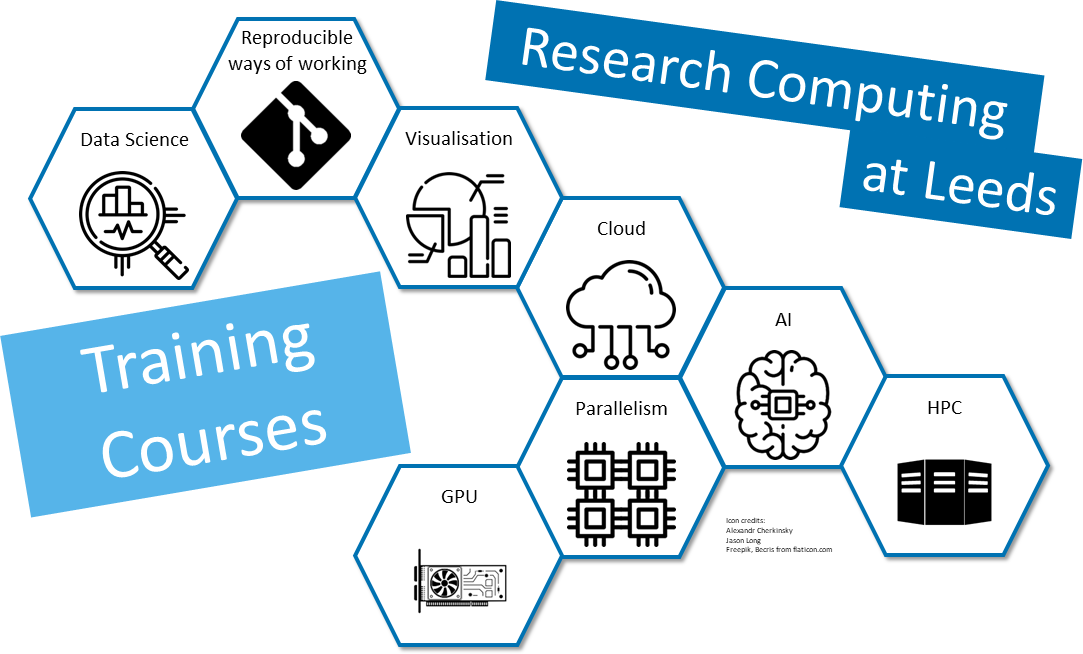 Research Computing
at Leeds
Reproducible
ways of working
Data Science
Visualisation
Cloud
AI
Training
Courses
Parallelism
HPC
GPU
Icon credits:
Alexandr Cherkinsky
Jason Long
Freepik, Becris from flaticon.com